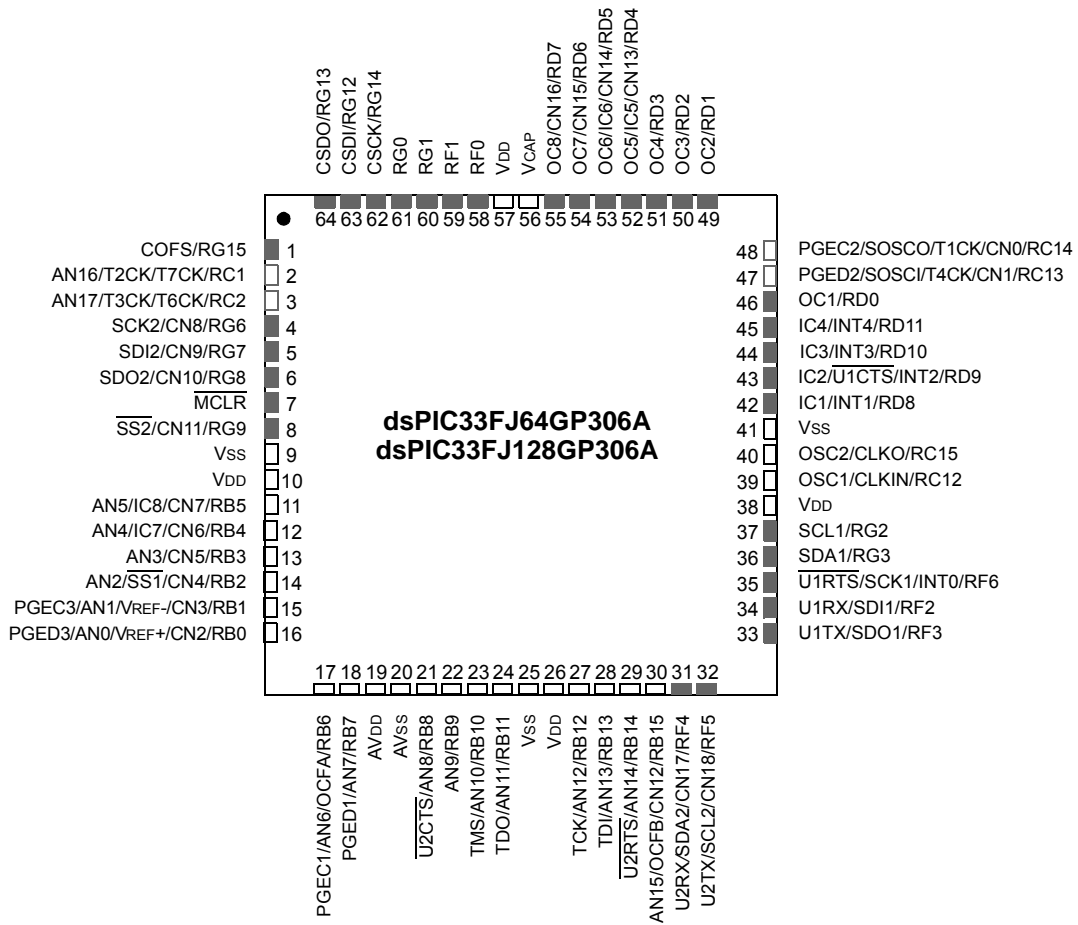 CSDO/RG13
CSDI/RG12
CSCK/RG14
RG0
RG1
RF1
RF0
VDD
VCAP
OC8/CN16/RD7
OC7/CN15/RD6
OC6/IC6/CN14/RD5
OC5/IC5/CN13/RD4
OC4/RD3
OC3/RD2
OC2/RD1
64 63 62 61 60 59 58 57 56 55 54 53 52 51 50 49
COFS/RG15 1
AN16/T2CK/T7CK/RC1 2
AN17/T3CK/T6CK/RC2 3
SCK2/CN8/RG6 4
SDI2/CN9/RG7 5
SDO2/CN10/RG8 6
MCLR 7
SS2/CN11/RG9 8
VSS 9
VDD 10
AN5/IC8/CN7/RB5 11
AN4/IC7/CN6/RB4 12
AN3/CN5/RB3 13
AN2/SS1/CN4/RB2 14
PGEC3/AN1/VREF-/CN3/RB1 15
PGED3/AN0/VREF+/CN2/RB0 16
dsPIC33FJ64GP306A
dsPIC33FJ128GP306A
48 PGEC2/SOSCO/T1CK/CN0/RC14
47 PGED2/SOSCI/T4CK/CN1/RC13
46 OC1/RD0
45 IC4/INT4/RD11
44 IC3/INT3/RD10
43 IC2/U1CTS/INT2/RD9
42 IC1/INT1/RD8
41 VSS
40 OSC2/CLKO/RC15
39 OSC1/CLKIN/RC12
38 VDD
37 SCL1/RG2
36 SDA1/RG3
35 U1RTS/SCK1/INT0/RF6
34 U1RX/SDI1/RF2
33 U1TX/SDO1/RF3
17 18 19 20 21 22 23 24 25 26 27 28 29 30 31 32
PGEC1/AN6/OCFA/RB6
PGED1/AN7/RB7
AVDD
AVSS
U2CTS/AN8/RB8
AN9/RB9
TMS/AN10/RB10
TDO/AN11/RB11
VSS
VDD
TCK/AN12/RB12
TDI/AN13/RB13
U2RTS/AN14/RB14
AN15/OCFB/CN12/RB15
U2RX/SDA2/CN17/RF4
U2TX/SCL2/CN18/RF5